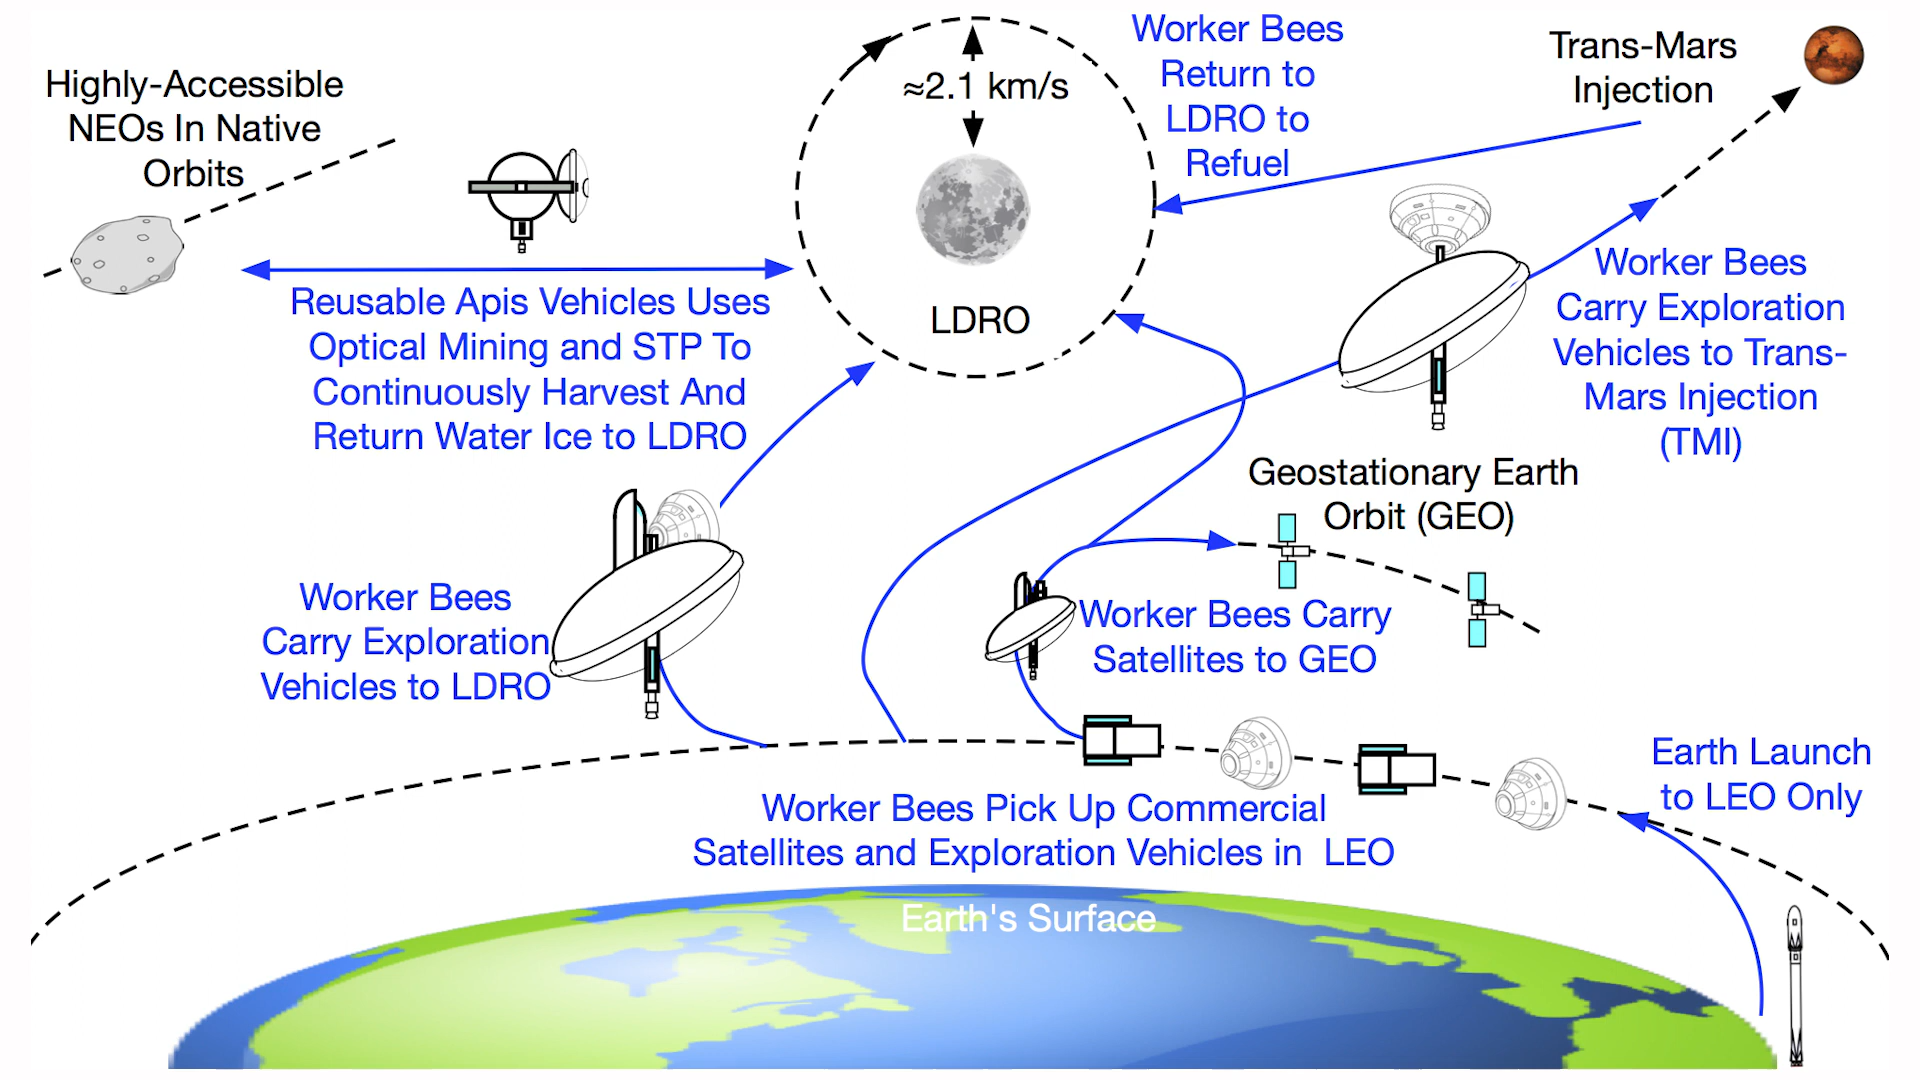 Highly-Accessible
NEOs In Native
Orbits
≈2.1 km/s
LDRO
Worker Bees
Return to
LDRO to
Refuel
Trans-Mars
Injection
Reusable Apis Vehicles Uses
Optical Mining and STP To
Continuously Harvest And
Return Water Ice to LDRO
Worker Bees
Carry Exploration
Vehicles to Trans-
Mars Injection
(TMI)
Geostationary Earth
Orbit (GEO)
Worker Bees
Carry Exploration
Vehicles to LDRO
Worker Bees Carry
Satellites to GEO
Earth Launch
to LEO Only
Worker Bees Pick Up Commercial
Satellites and Exploration Vehicles in  LEO
Earth's Surface